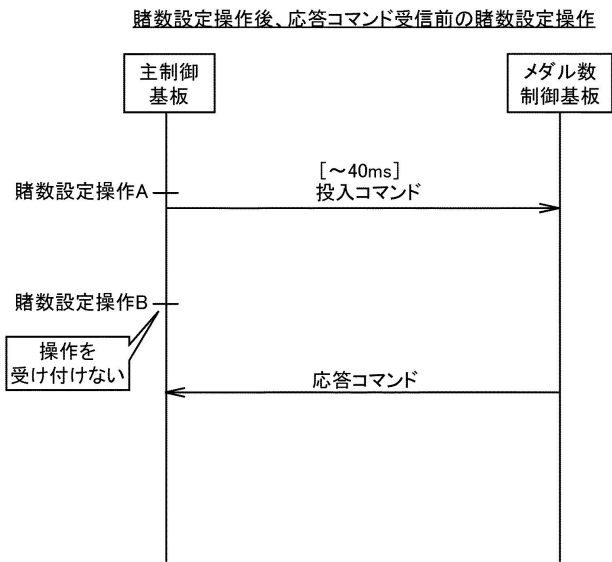 賭数設定操作後、応答コマンド受信前の賭数設定操作
主制御
基板
メダル数
制御基板
[～40ms]
賭数設定操作A
投入コマンド
賭数設定操作B
操作を
受け付けない
応答コマンド